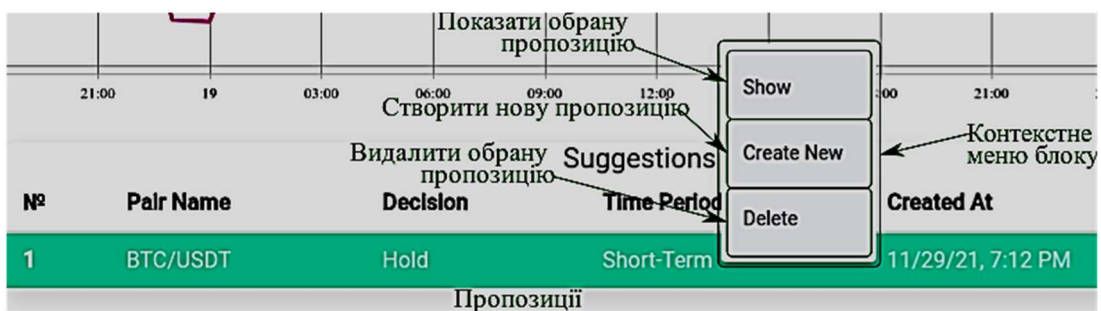 Показати обрану
пропозицію
Show
21:00 19 03:00 06:00 09:00 12:00 :00 21:00
Створити нову пропозицію
Create New
Контекстне
меню блоку
Видалити обрану
пропозицію
Suggestions
Delete
№ Pair Name Decision Time Period Created At
1 BTC/USDT Hold Short-Term 11/29/21, 7:12 PM
Пропозиції